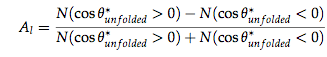 A_l = \frac{N(\cos\theta^*_{unfolded} > 0) - N(\cos\theta^*_{unfolded} < 0)}{N(\cos\theta^*_{unfolded} > 0) + N(\cos\theta^*_{unfolded} < 0)}